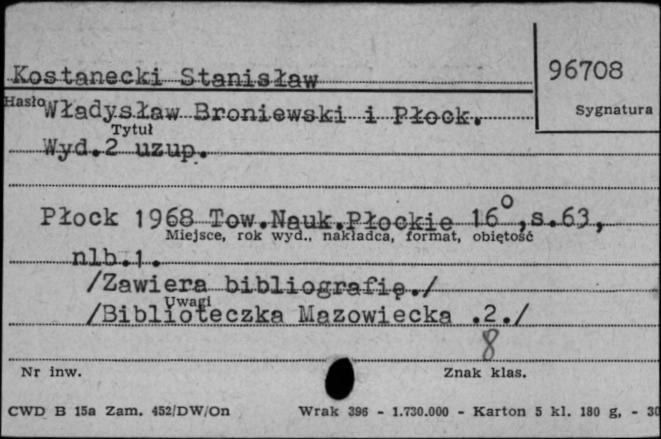 Kostanecki Stanisław
96708
Hasło
Sygnatura
Władysław Broniewski i Płock.
Tytuł
Wyd.2 uzup.
Płock 1968 Tow.Nauk.Płockie 16°,s.63,
Miejsce, rok wyd., nakładca, format, objętość
nlb.1.
/Zawiera bibliografię./
Uwagi
/Biblioteczka Mazowiecka .2./
8
Nr inw.
Znak klas.
CWD B 15a Zam. 452/DW/On Wrak 396 - 1.730.000 - Karton 5 kl. 180 g, - 30